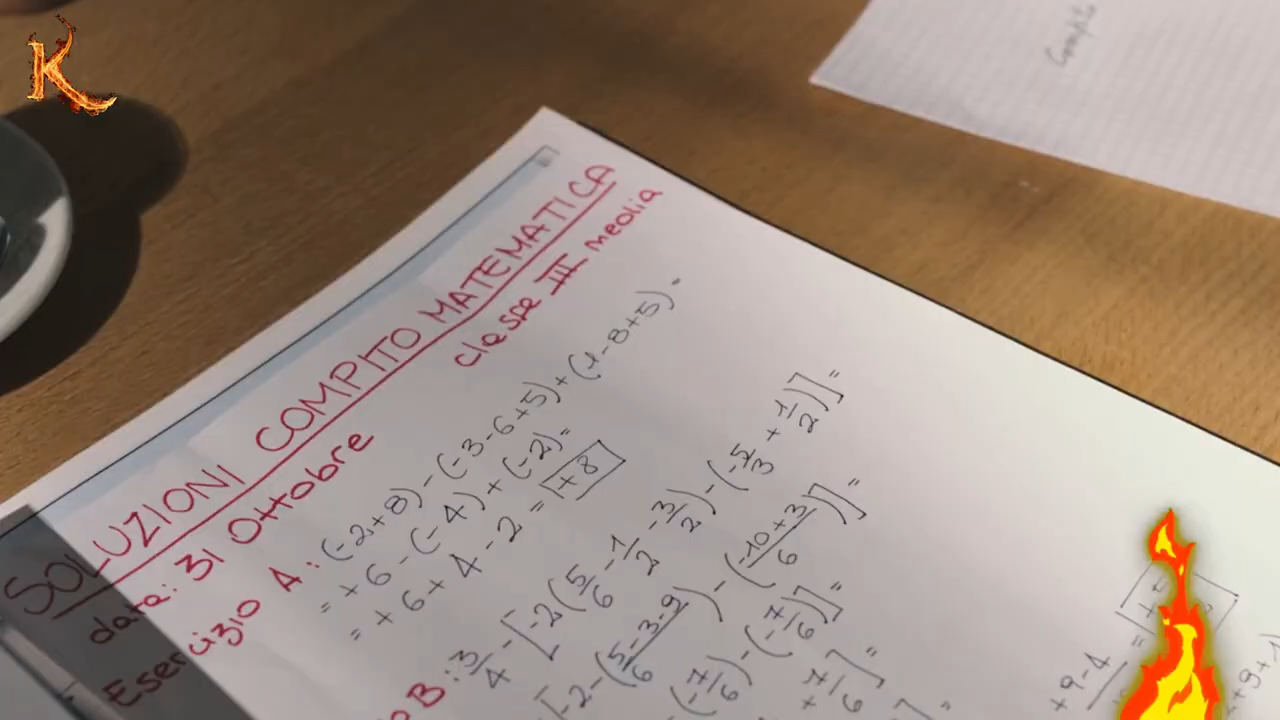 K
SOLUZIONI COMPITO MATEMATICA
data: 31 Ottobre classe III media
Esercizio A: (-2+8) - (-3-6+5) + (1-8+5) =
= +6 - (-4) + (-2) =
= +6+4-2 = +8
B: 3/4 - [-2(5/6 - 1/2 - 3/2) - (-5/3 + 1/2)] =
[-2 - (5-3-9/6) - (-10+3/6)] =
(-7/6) - (-7/6)] =
+ 7/6] =
+9-4